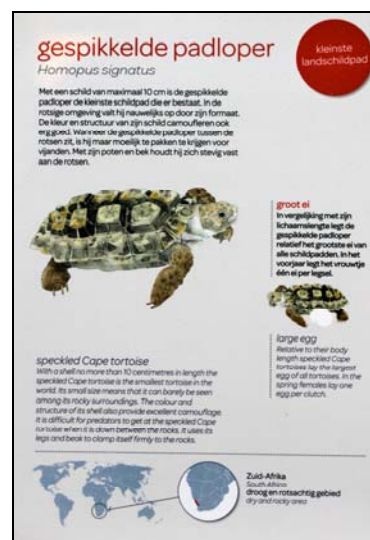 gespikkelde padloper
Homopus signatus
kleinste
landschildpad
Met een schild van maximaal 10 cm is de gespikkelde
padloper de kleinste schildpad die er bestaat. In de
rotsige omgeving valt hij nauwelijks op door zijn formaat.
De kleur en structuur van zijn schild camoufleren ook
erg goed. Wanneer de gespikkelde padloper tussen de
rotsen zit, is hij maar moeilijk te pakken te krijgen voor
vijanden. Met zijn poten en bek houdt hij zich stevig vast
aan de rotsen.
groot ei
In vergelijking met zijn
lichaamslengte legt de
gespikkelde padloper
relatief het grootste ei van
alle schildpadden. In het
voorjaar legt het vrouwtje
één ei per legsel.
large egg
Relative to their body
length speckled Cape
tortoises lay the largest
egg of all tortoises. In the
spring females lay one
egg per clutch.
speckled Cape tortoise
With a shell no more than 10 centimetres in length the
speckled Cape tortoise is the smallest tortoise in the
world. Its small size means that it can barely be seen
among its rocky surroundings. The colour and
structure of its shell also provide excellent camouflage.
It is difficult for predators to get at the speckled Cape
tortoise when it is down between the rocks. It uses its
legs and beak to clamp itself firmly to the rocks.
Zuid-Afrika
South Africa
droog en rotsachtig gebied
dry and rocky area